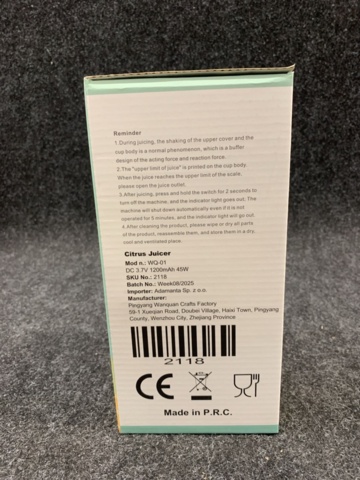 Reminder
1.During juicing, the shaking of the upper cover and the
cup body is a normal phenomenon, which is a buffer
design of the acting force and reaction force.
2.The "upper limit of juice" is printed on the cup body.
When the juice reaches the upper limit of the scale,
please open the juice outlet.
3.After juicing, press and hold the switch for 2 seconds to
turn off the machine, and the indicator light goes out; The
machine will shut down automatically even if it is not
operated for 5 minutes, and the indicator light will go out.
4. After cleaning the product, please wipe or dry all parts
of the product, reassemble them, and store them in a dry,
cool and ventilated place.
Citrus Juicer
Mod n.: WQ-01
DC 3.7V 1200mAh 45W
SKU No.: 2118
Batch No.: Week08/2025
Importer: Adamanta Sp. z o.o.
Manufacturer:
Pingyang Wanquan Crafts Factory
59-1 Xueqian Road, Doubei Village, Haixi Town, Pingyang
County, Wenzhou City, Zhejiang Province
2118
CE
Made in P.R.C.